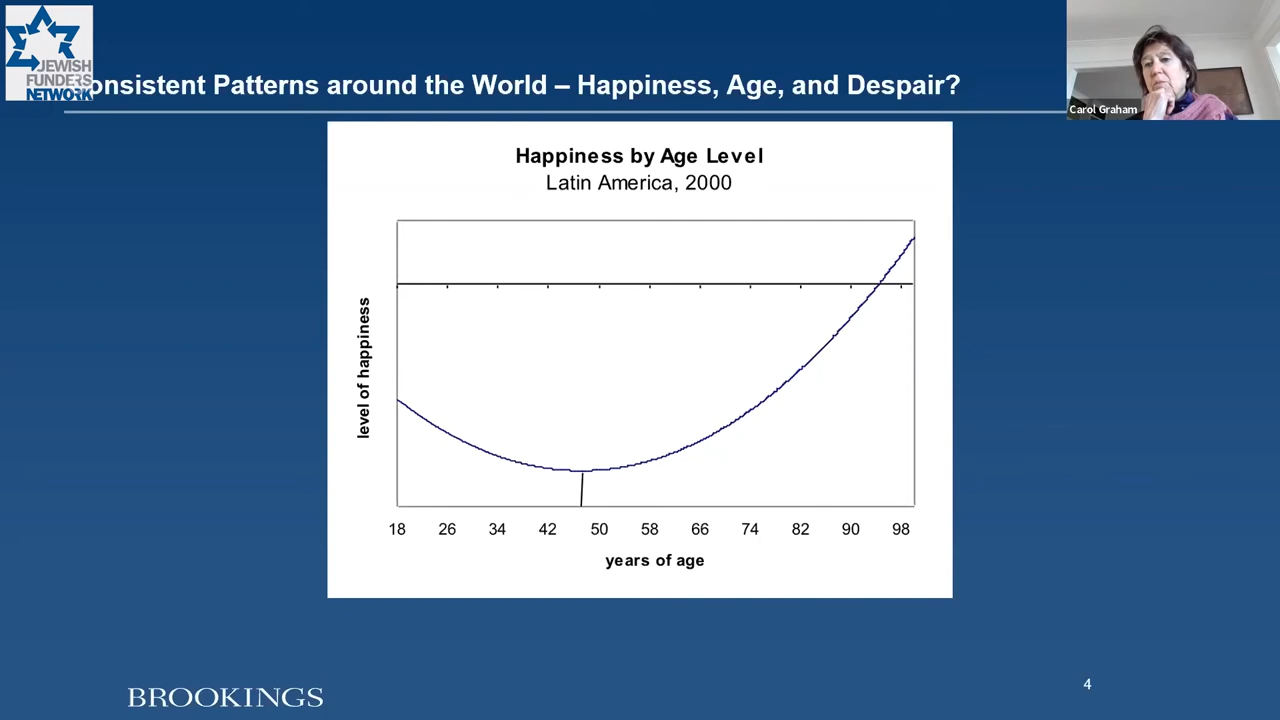 JEWISH
FUNDERS
NETWORK
onsistent Patterns around the World – Happiness, Age, and Despair?
Carol Graham
Happiness by Age Level
Latin America, 2000
level of happiness
18 26 34 42 50 58 66 74 82 90 98
years of age
BROOKINGS
4